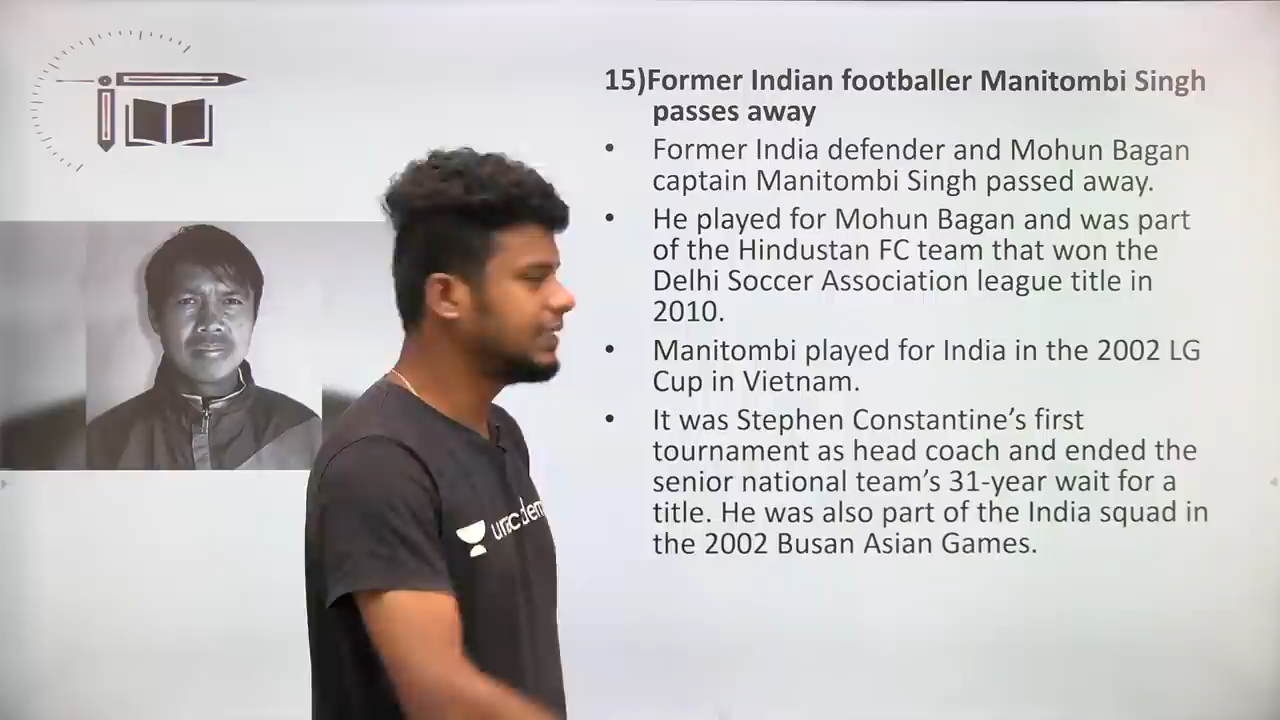 15)Former Indian footballer Manitombi Singh
passes away
• Former India defender and Mohun Bagan
captain Manitombi Singh passed away.
• He played for Mohun Bagan and was part
of the Hindustan FC team that won the
Delhi Soccer Association league title in
2010.
• Manitombi played for India in the 2002 LG
Cup in Vietnam.
• It was Stephen Constantine’s first
tournament as head coach and ended the
senior national team’s 31-year wait for a
title. He was also part of the India squad in
the 2002 Busan Asian Games.